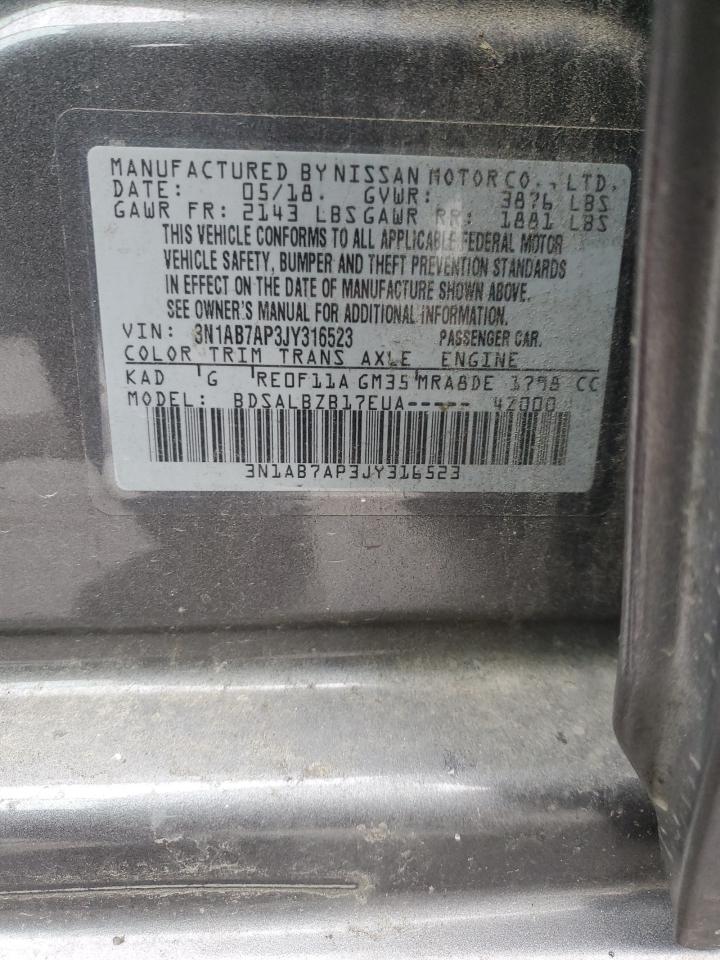 MANUFACTURED BY NISSAN MOTOR CO., LTD.
DATE: 05/18. GVWR: 3876 LBS
GAWR FR: 2143 LBS GAWR RR: 1881 LBS
THIS VEHICLE CONFORMS TO ALL APPLICABLE FEDERAL MOTOR
VEHICLE SAFETY, BUMPER AND THEFT PREVENTION STANDARDS
IN EFFECT ON THE DATE OF MANUFACTURE SHOWN ABOVE.
SEE OWNER'S MANUAL FOR ADDITIONAL INFORMATION.
VIN: 3N1AB7AP3JY316523 PASSENGER CAR.
COLOR TRIM TRANS AXLE ENGINE
KAD G RE0F11A GM35 MRA8DE 1798 CC
MODEL: BDSALBZB17EUA----- 42000
3N1AB7AP3JY316523